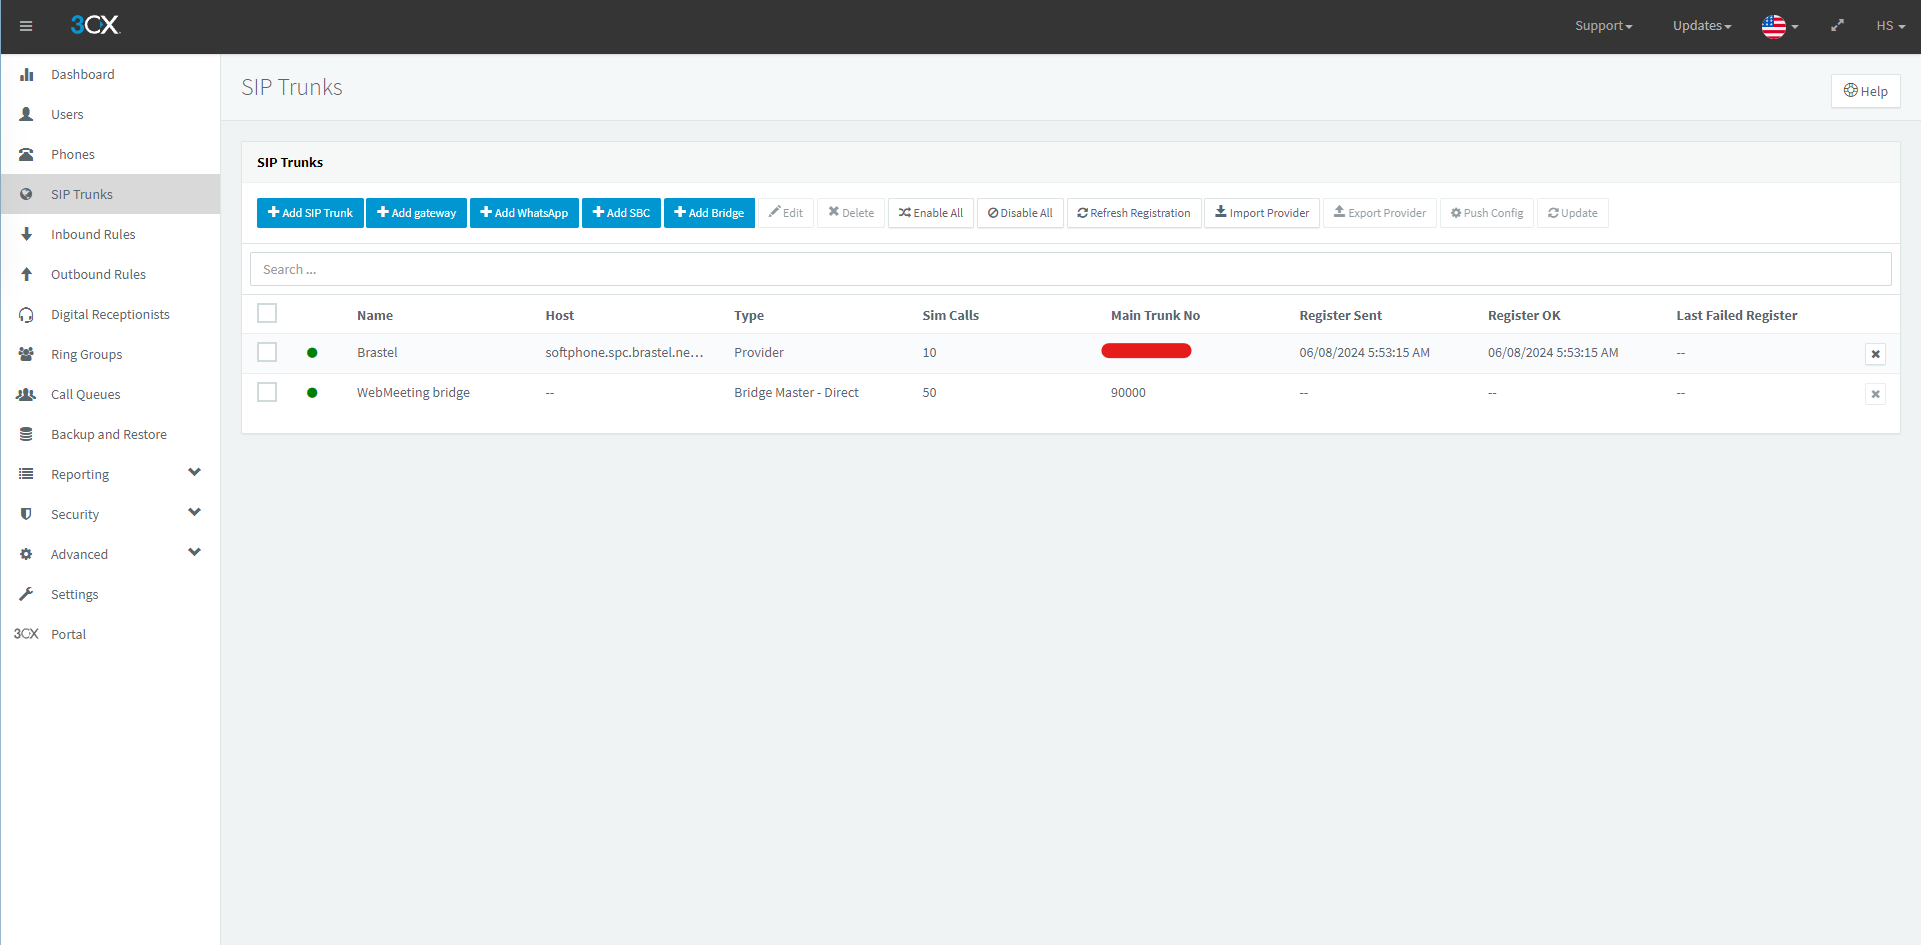 3CX
Support
Updates
HS
Dashboard
Users
Phones
SIP Trunks
Inbound Rules
Outbound Rules
Digital Receptionists
Ring Groups
Call Queues
Backup and Restore
Reporting
Security
Advanced
Settings
3CX Portal
SIP Trunks
Help
SIP Trunks
Add SIP Trunk Add gateway Add WhatsApp Add SBC Add Bridge Edit Delete Enable All Disable All Refresh Registration Import Provider Export Provider Push Config Update
Search ...
Name Host Type Sim Calls Main Trunk No Register Sent Register OK Last Failed Register
Brastel softphone.spc.brastel.ne... Provider 10 06/08/2024 5:53:15 AM 06/08/2024 5:53:15 AM --
WebMeeting bridge -- Bridge Master - Direct 50 90000 -- -- --